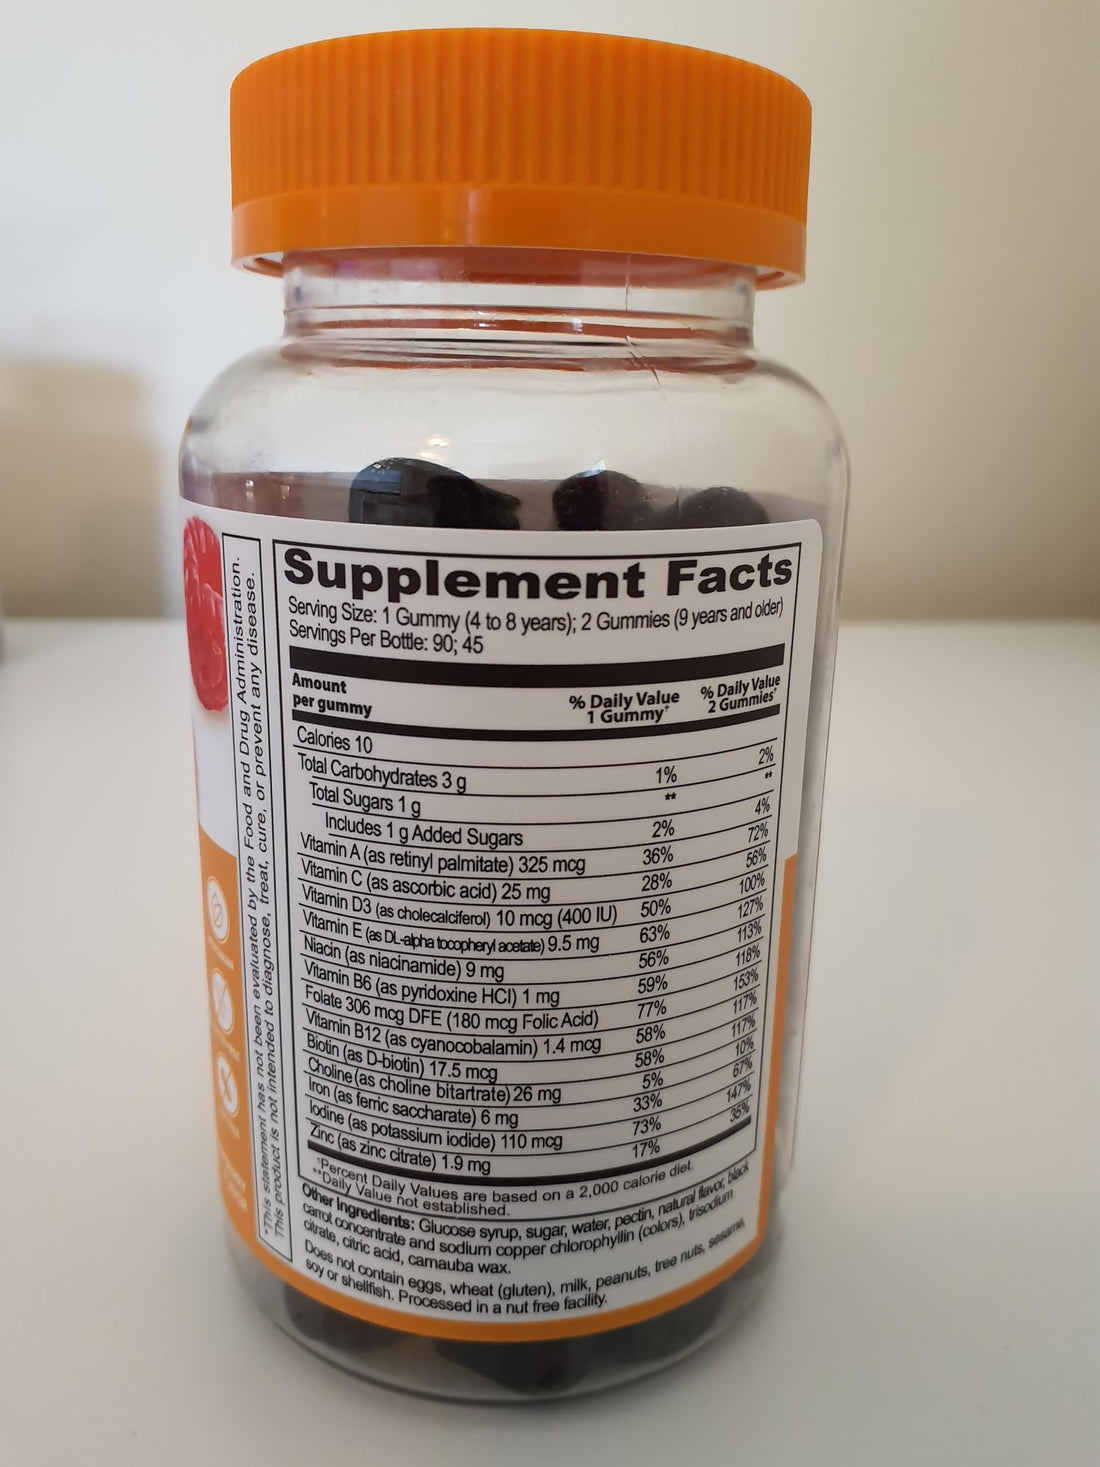 *This statement has not been evaluated by the Food and Drug Administration.
This product is not intended to diagnose, treat, cure, or prevent any disease.
Supplement Facts
Serving Size: 1 Gummy (4 to 8 years); 2 Gummies (9 years and older)
Servings Per Bottle: 90; 45
Amount per gummy % Daily Value 1 Gummy† % Daily Value 2 Gummies†
Calories 10
Total Carbohydrates 3 g 1% 2%
Total Sugars 1 g ** **
Includes 1 g Added Sugars 2% 4%
Vitamin A (as retinyl palmitate) 325 mcg 36% 72%
Vitamin C (as ascorbic acid) 25 mg 28% 56%
Vitamin D3 (as cholecalciferol) 10 mcg (400 IU) 50% 100%
Vitamin E (as DL-alpha tocopheryl acetate) 9.5 mg 63% 127%
Niacin (as niacinamide) 9 mg 56% 113%
Vitamin B6 (as pyridoxine HCl) 1 mg 59% 118%
Folate 306 mcg DFE (180 mcg Folic Acid) 77% 153%
Vitamin B12 (as cyanocobalamin) 1.4 mcg 58% 117%
Biotin (as D-biotin) 17.5 mcg 58% 117%
Choline (as choline bitartrate) 26 mg 5% 10%
Iron (as ferric saccharate) 6 mg 33% 67%
Iodine (as potassium iodide) 110 mcg 73% 147%
Zinc (as zinc citrate) 1.9 mg 17% 35%
†Percent Daily Values are based on a 2,000 calorie diet.
**Daily Value not established.
Other Ingredients: Glucose syrup, sugar, water, pectin, natural flavor, black
carrot concentrate and sodium copper chlorophyllin (colors), trisodium
citrate, citric acid, carnauba wax.
Does not contain eggs, wheat (gluten), milk, peanuts, tree nuts, sesame,
soy or shellfish. Processed in a nut free facility.